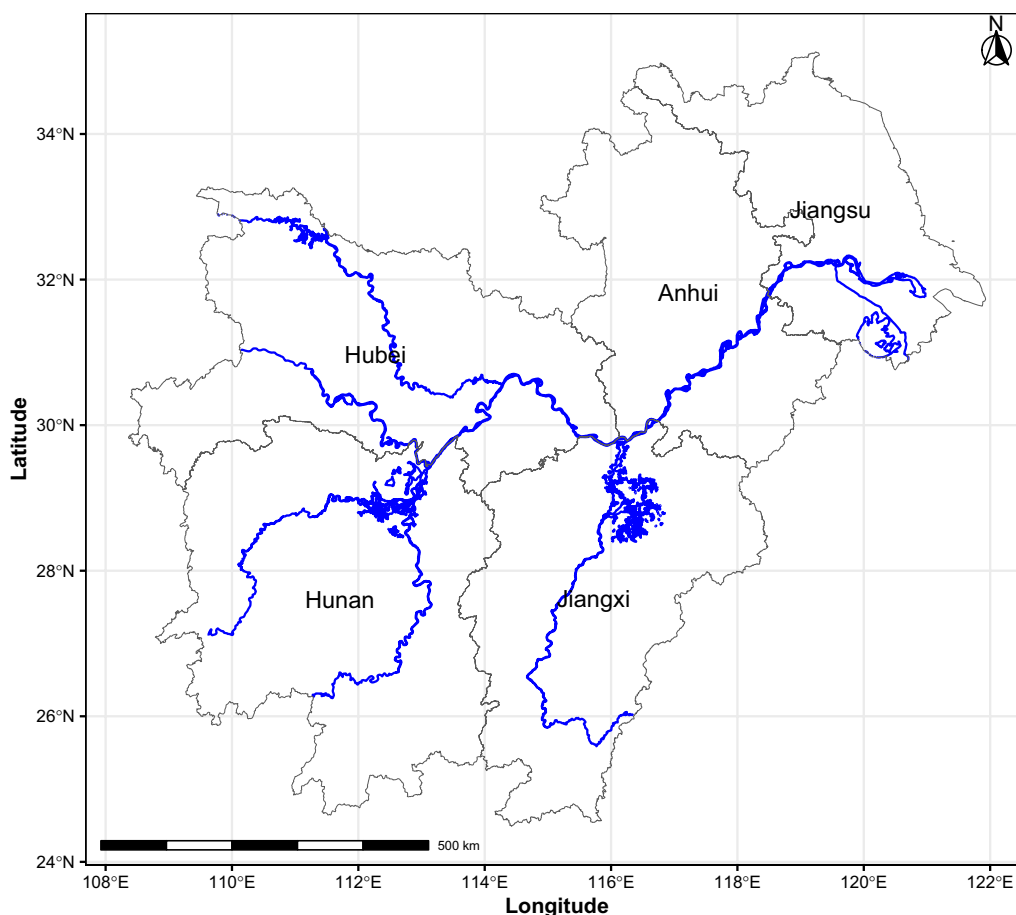 N
34°N
Jiangsu
32°N
Anhui
Hubei
30°N
Latitude
28°N
Hunan
Jiangxi
26°N
500 km
24°N
108°E 110°E 112°E 114°E 116°E 118°E 120°E 122°E
Longitude